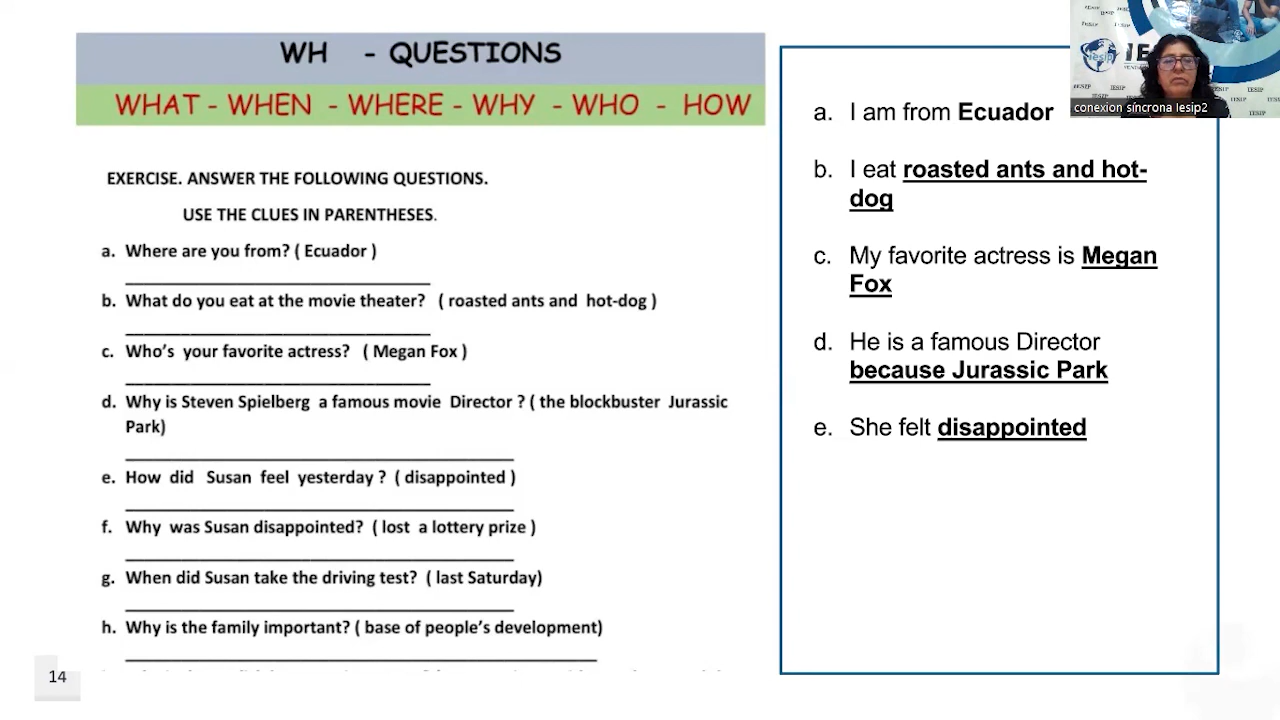 WH - QUESTIONS
WHAT - WHEN - WHERE - WHY - WHO - HOW
EXERCISE. ANSWER THE FOLLOWING QUESTIONS.
USE THE CLUES IN PARENTHESES.
a. Where are you from? ( Ecuador )
b. What do you eat at the movie theater? ( roasted ants and hot-dog )
c. Who's your favorite actress? ( Megan Fox )
d. Why is Steven Spielberg a famous movie Director ? ( the blockbuster Jurassic
Park)
e. How did Susan feel yesterday ? ( disappointed )
f. Why was Susan disappointed? ( lost a lottery prize )
g. When did Susan take the driving test? ( last Saturday)
h. Why is the family important? ( base of people's development)
14
a. I am from Ecuador
b. I eat roasted ants and hot-
dog
c. My favorite actress is Megan
Fox
d. He is a famous Director
because Jurassic Park
e. She felt disappointed
iesip
IESIP
conexion síncrona Iesip2